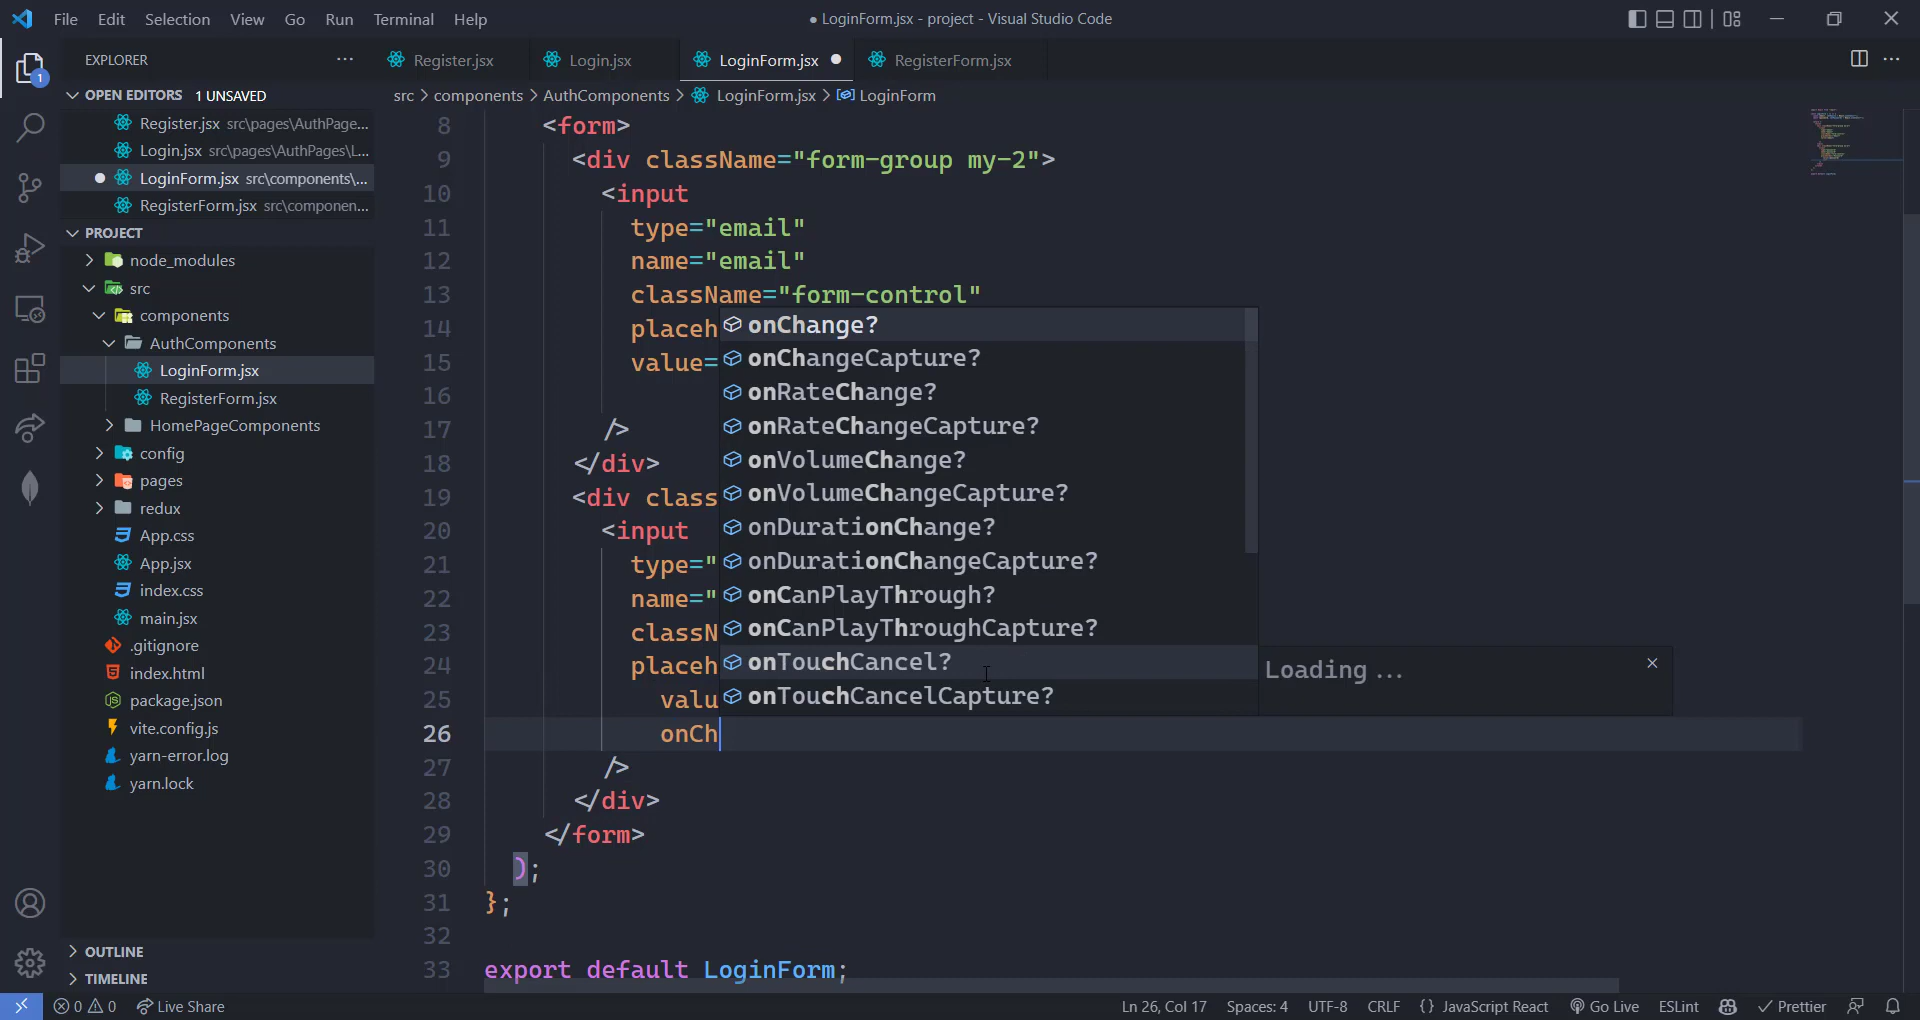 File Edit Selection View Go Run Terminal Help
● LoginForm.jsx - project - Visual Studio Code
EXPLORER
Register.jsx
Login.jsx
LoginForm.jsx ●
RegisterForm.jsx
OPEN EDITORS 1 UNSAVED
Register.jsx src\pages\AuthPage...
Login.jsx src\pages\AuthPages\L...
● LoginForm.jsx src\components\...
RegisterForm.jsx src\componen...
PROJECT
node_modules
src
components
AuthComponents
LoginForm.jsx
RegisterForm.jsx
HomePageComponents
config
pages
redux
App.css
App.jsx
index.css
main.jsx
.gitignore
index.html
package.json
vite.config.js
yarn-error.log
yarn.lock
OUTLINE
TIMELINE
1
src > components > AuthComponents > LoginForm.jsx > LoginForm
8 <form>
9 <div className="form-group my-2">
10 <input
11 type="email"
12 name="email"
13 className="form-control"
14 placeh
15 value=
16
17 />
18 </div>
19 <div class
20 <input
21 type="
22 name="
23 classN
24 placeh
25 valu
26 onCh
27 />
28 </div>
29 </form>
30 );
31 };
32
33 export default LoginForm;
onChange?
onChangeCapture?
onRateChange?
onRateChangeCapture?
onVolumeChange?
onVolumeChangeCapture?
onDurationChange?
onDurationChangeCapture?
onCanPlayThrough?
onCanPlayThroughCapture?
onTouchCancel?
onTouchCancelCapture?
Loading ...
0 0 Live Share
Ln 26, Col 17 Spaces: 4 UTF-8 CRLF {} JavaScript React Go Live ESLint Prettier